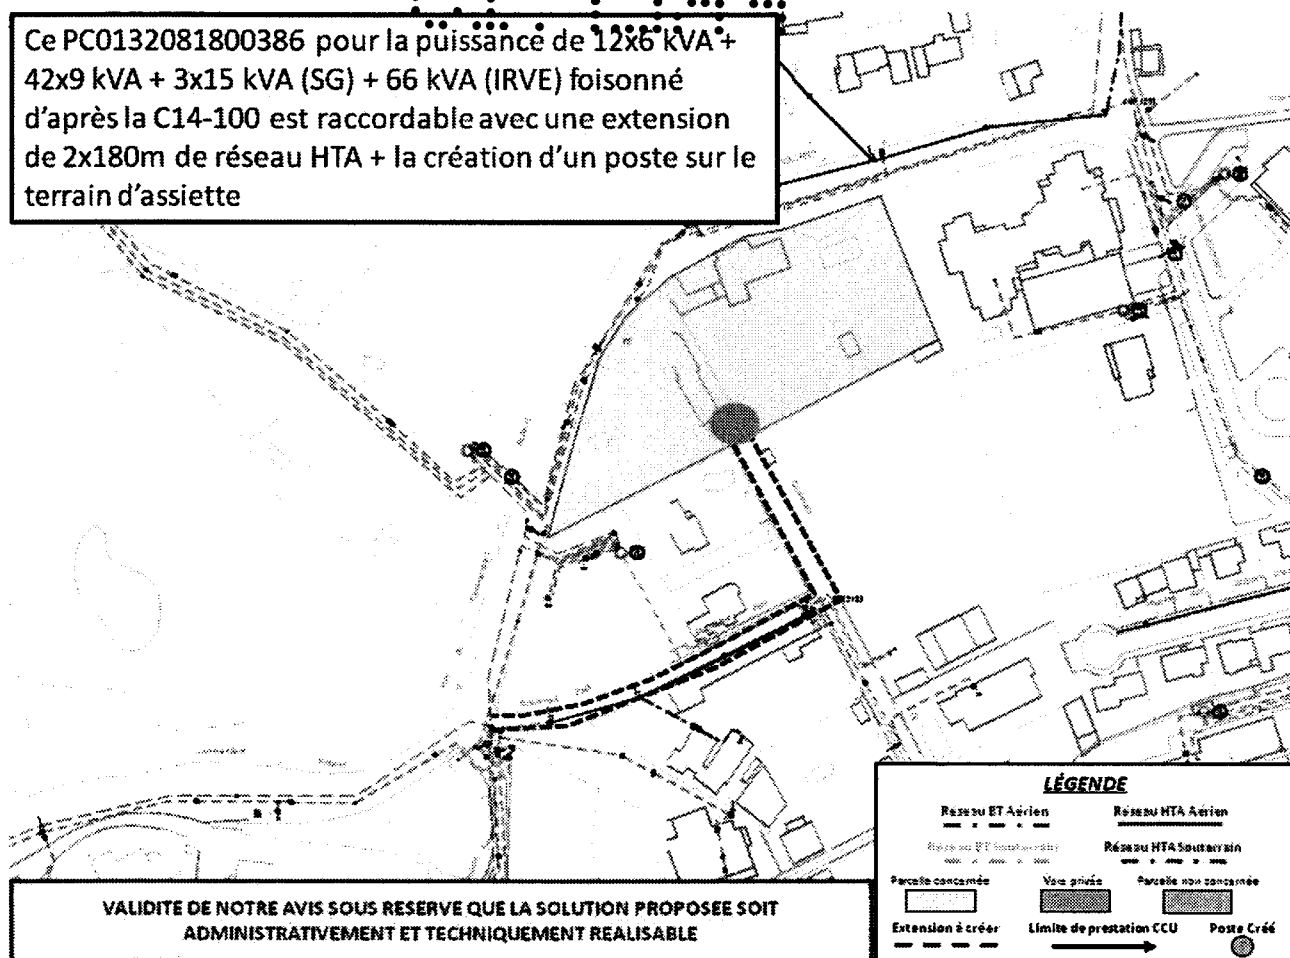 Ce PC0132081800386 pour la puissance de 12x6 kVA +
42x9 kVA + 3x15 kVA (SG) + 66 kVA (IRVE) foisonné
d'après la C14-100 est raccordable avec une extension
de 2x180m de réseau HTA + la création d'un poste sur le
terrain d'assiette
LÉGENDE
Réseau BT Aérien
Réseau HTA Aérien
Réseau BT Souterrain
Réseau HTA Souterrain
Parcelle concernée
Voie privée
Parcelle non concernée
Extension à créer
Limite de prestation CCU
Poste Créé
VALIDITE DE NOTRE AVIS SOUS RESERVE QUE LA SOLUTION PROPOSEE SOIT
ADMINISTRATIVEMENT ET TECHNIQUEMENT REALISABLE